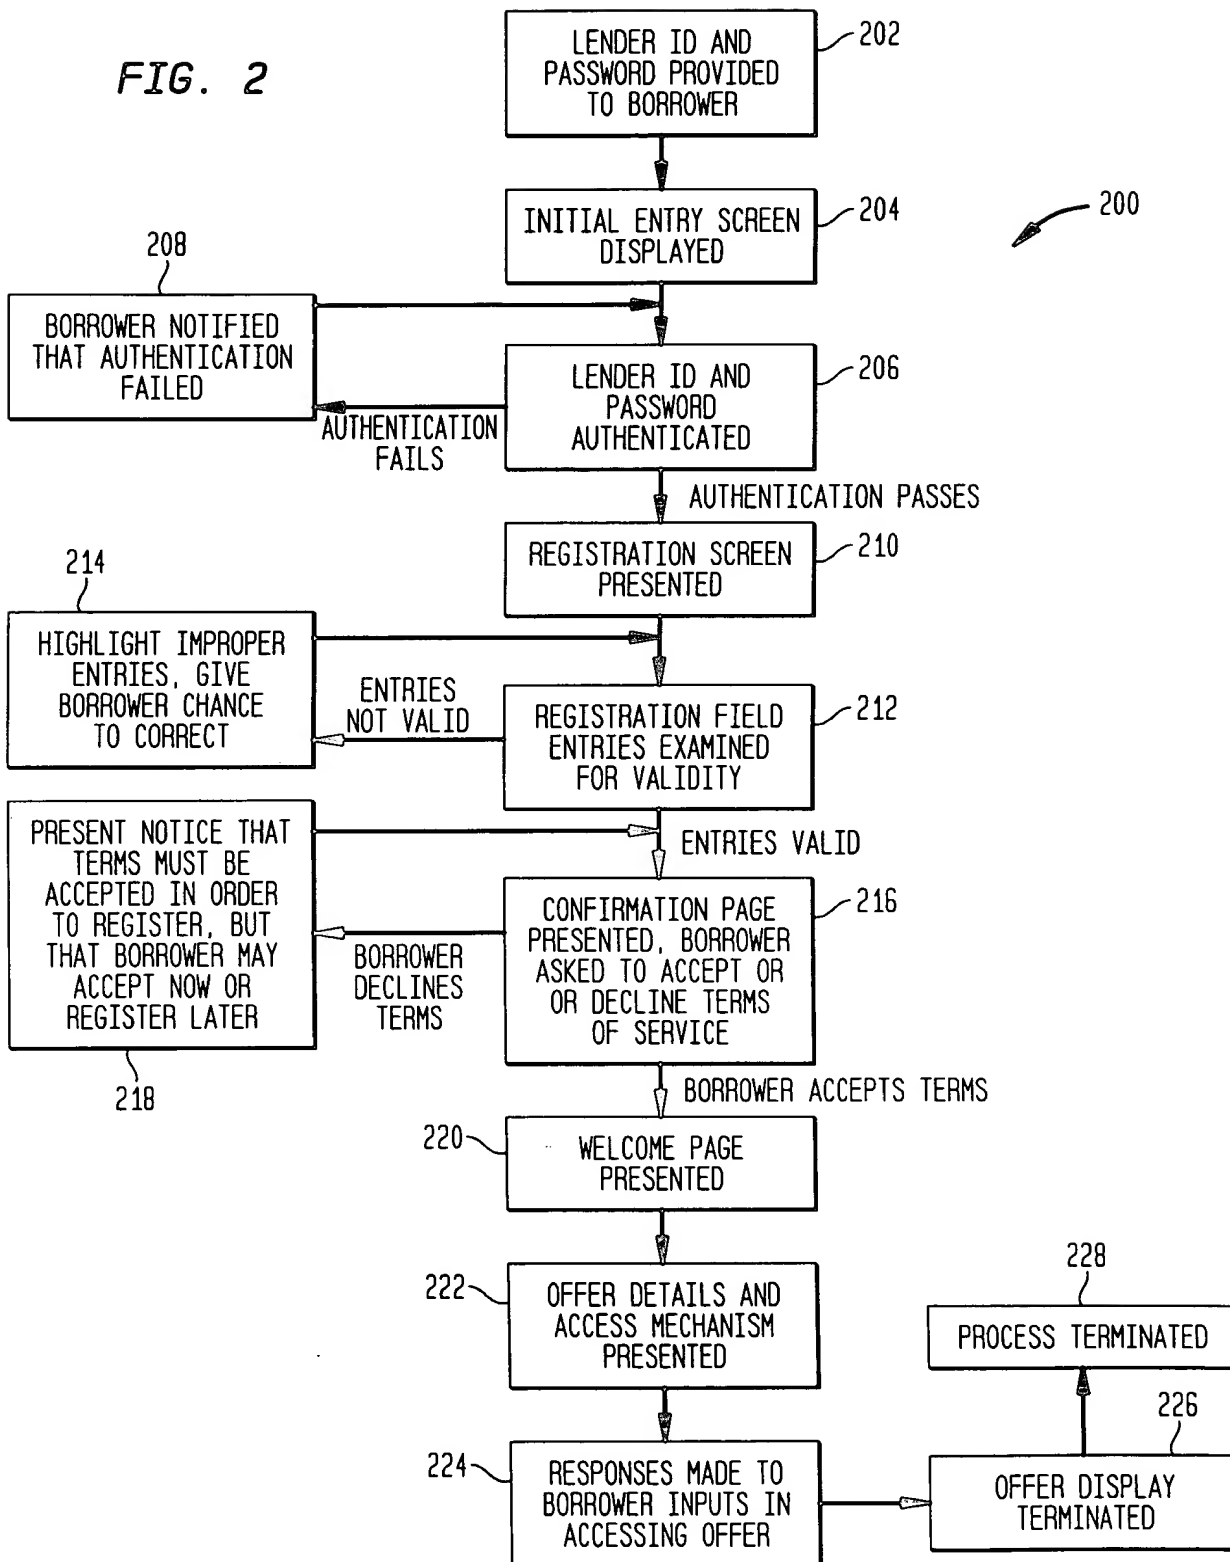 FIG. 2
LENDER ID AND
PASSWORD PROVIDED
TO BORROWER
202
INITIAL ENTRY SCREEN
DISPLAYED
204
200
208
BORROWER NOTIFIED
THAT AUTHENTICATION
FAILED
LENDER ID AND
PASSWORD
AUTHENTICATED
206
AUTHENTICATION
FAILS
AUTHENTICATION PASSES
REGISTRATION SCREEN
PRESENTED
210
214
HIGHLIGHT IMPROPER
ENTRIES, GIVE
BORROWER CHANCE
TO CORRECT
ENTRIES
NOT VALID
REGISTRATION FIELD
ENTRIES EXAMINED
FOR VALIDITY
212
ENTRIES VALID
PRESENT NOTICE THAT
TERMS MUST BE
ACCEPTED IN ORDER
TO REGISTER, BUT
THAT BORROWER MAY
ACCEPT NOW OR
REGISTER LATER
218
BORROWER
DECLINES
TERMS
CONFIRMATION PAGE
PRESENTED, BORROWER
ASKED TO ACCEPT OR
OR DECLINE TERMS
OF SERVICE
216
BORROWER ACCEPTS TERMS
220
WELCOME PAGE
PRESENTED
222
OFFER DETAILS AND
ACCESS MECHANISM
PRESENTED
228
PROCESS TERMINATED
224
RESPONSES MADE TO
BORROWER INPUTS IN
ACCESSING OFFER
226
OFFER DISPLAY
TERMINATED